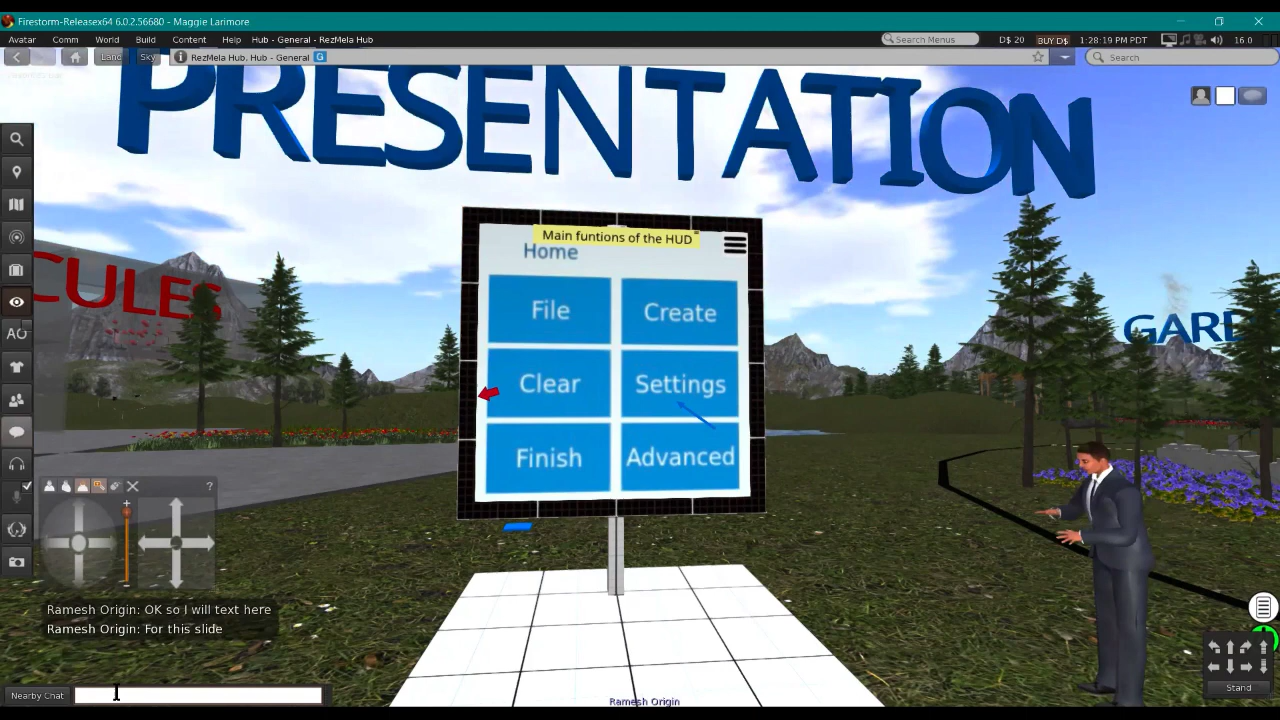 Firestorm-Releasex64 6.0.2.56680 - Maggie Larimore
Avatar Comm World Build Content Help Hub - General - RezMela Hub
Search Menus
D$ 20 BUY D$ 1:28:19 PM PDT 16.0
Land Sky RezMela Hub, Hub - General G
Search
PRESENTATION
Main funtions of the HUD
Home
File Create
Clear Settings
Finish Advanced
CULES
GARD
?
Ramesh Origin: OK so I will text here
Ramesh Origin: For this slide
Stand
Nearby Chat
Ramesh Origin